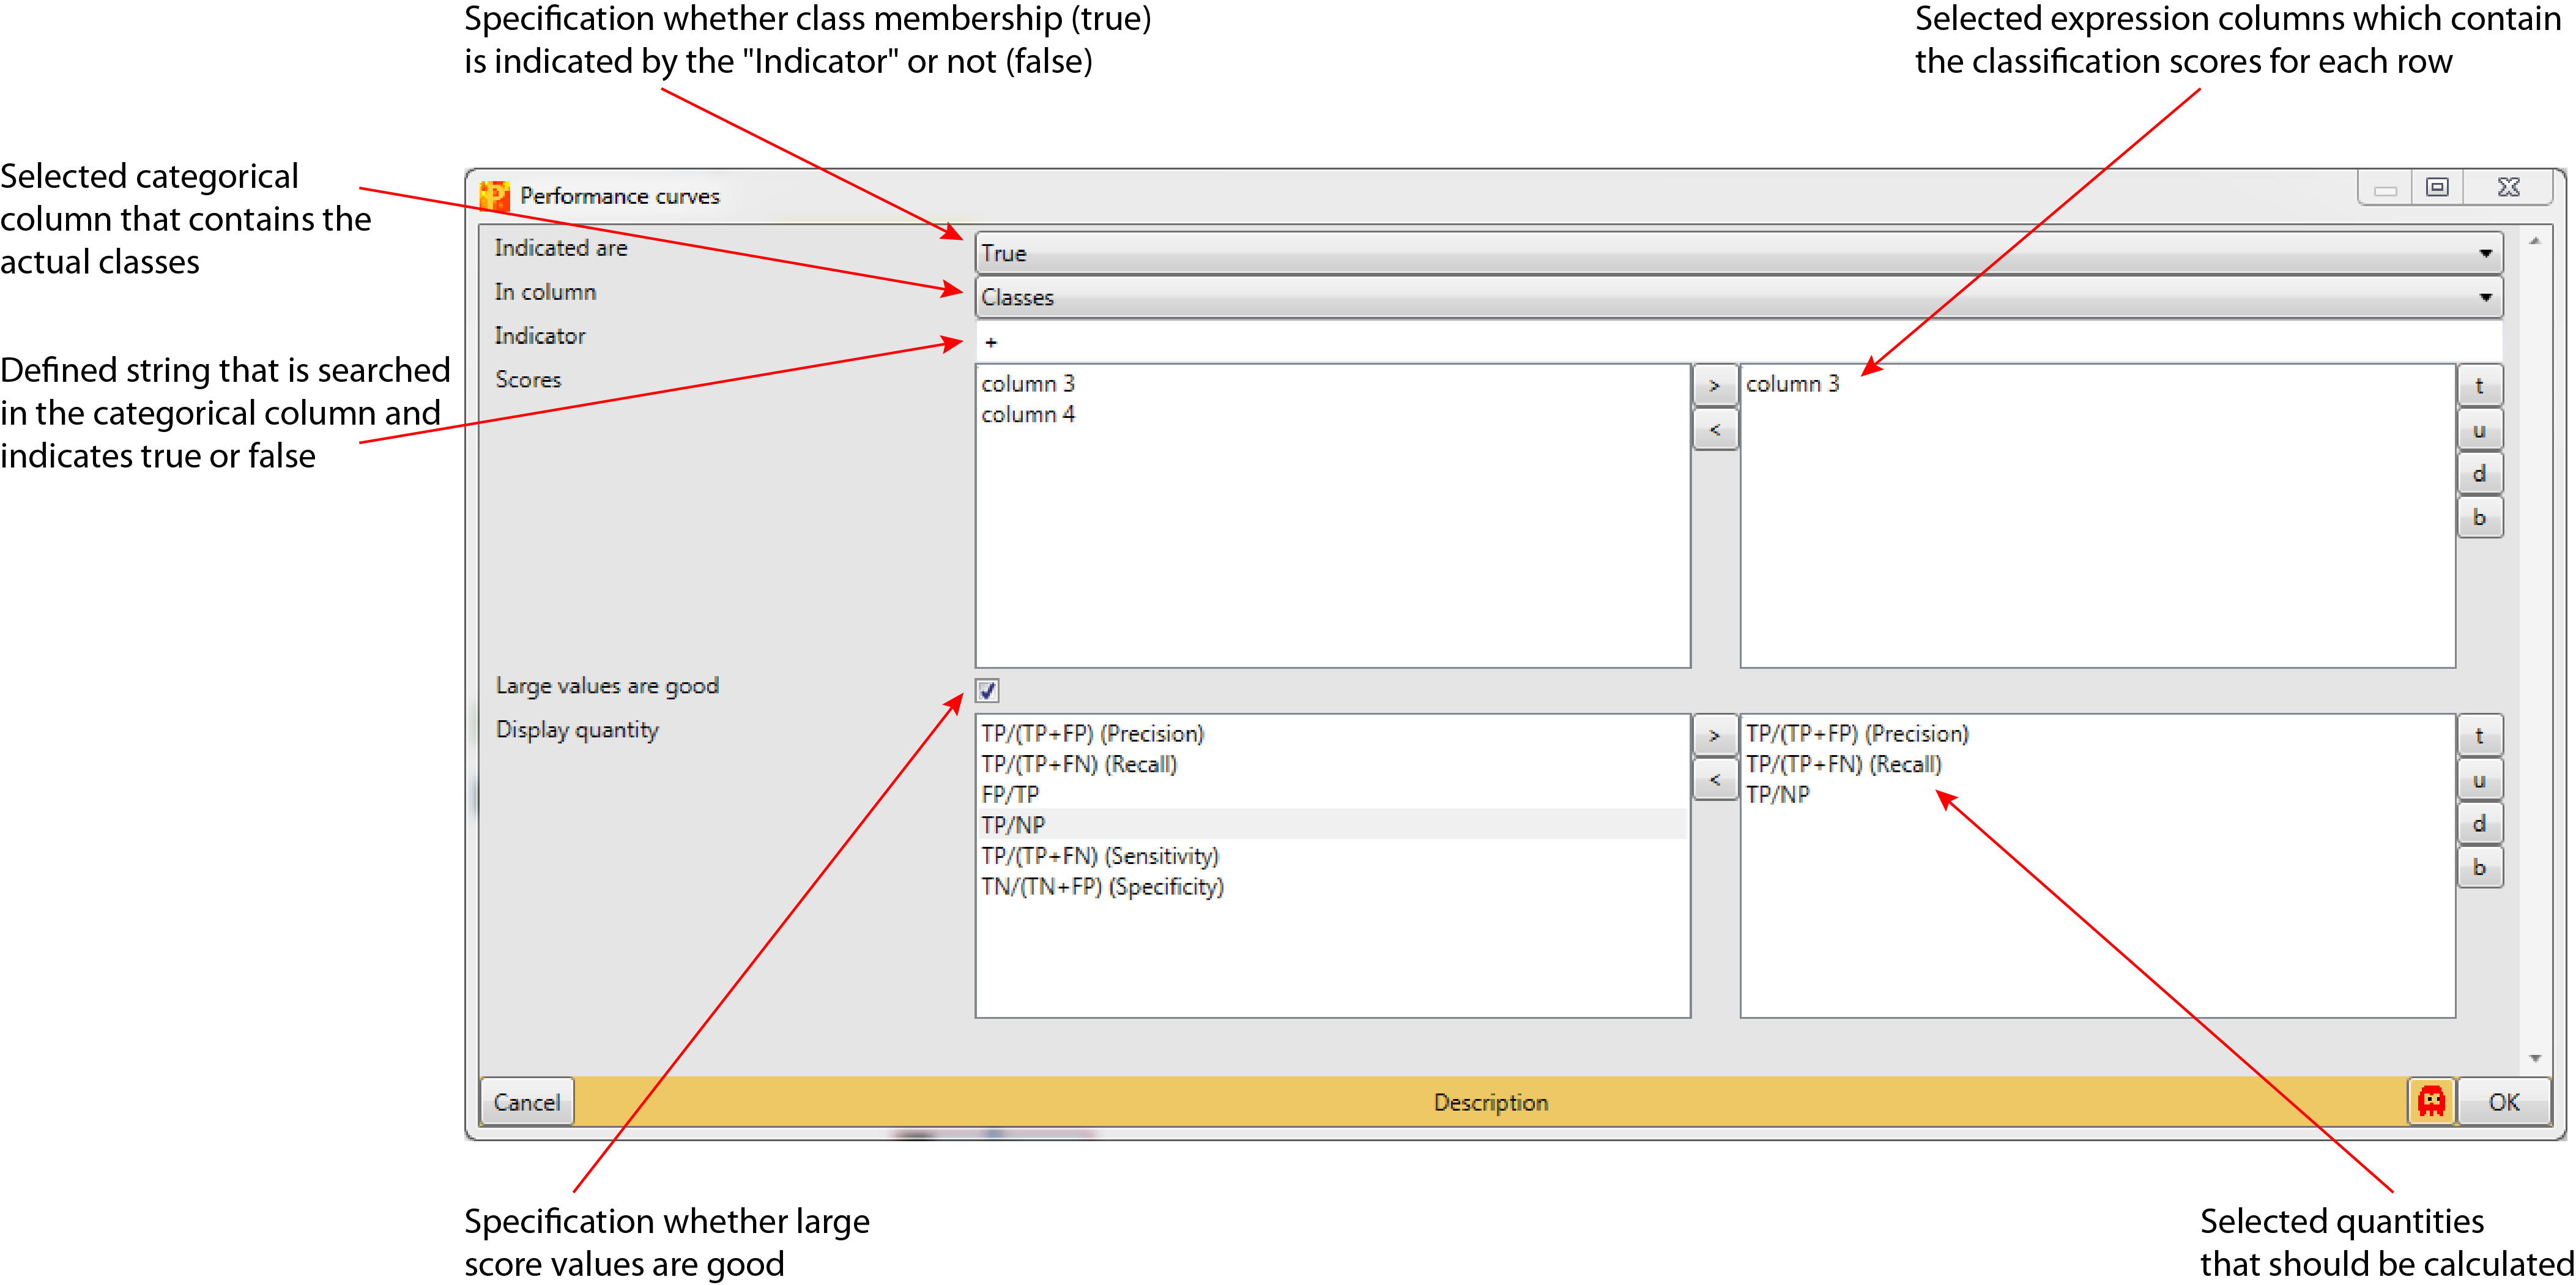 Specification whether class membership (true)
is indicated by the "Indicator" or not (false)
Selected expression columns which contain
the classification scores for each row
Selected categorical
column that contains the
actual classes
Defined string that is searched
in the categorical column and
indicates true or false
Performance curves
Indicated are
True
In column
Classes
Indicator
+
Scores
column 3
column 4
>
<
column 3
t
u
d
b
Large values are good
Display quantity
TP/(TP+FP) (Precision)
TP/(TP+FN) (Recall)
FP/TP
TP/NP
TP/(TP+FN) (Sensitivity)
TN/(TN+FP) (Specificity)
>
<
TP/(TP+FP) (Precision)
TP/(TP+FN) (Recall)
TP/NP
t
u
d
b
Cancel
Description
OK
Specification whether large
score values are good
Selected quantities
that should be calculated